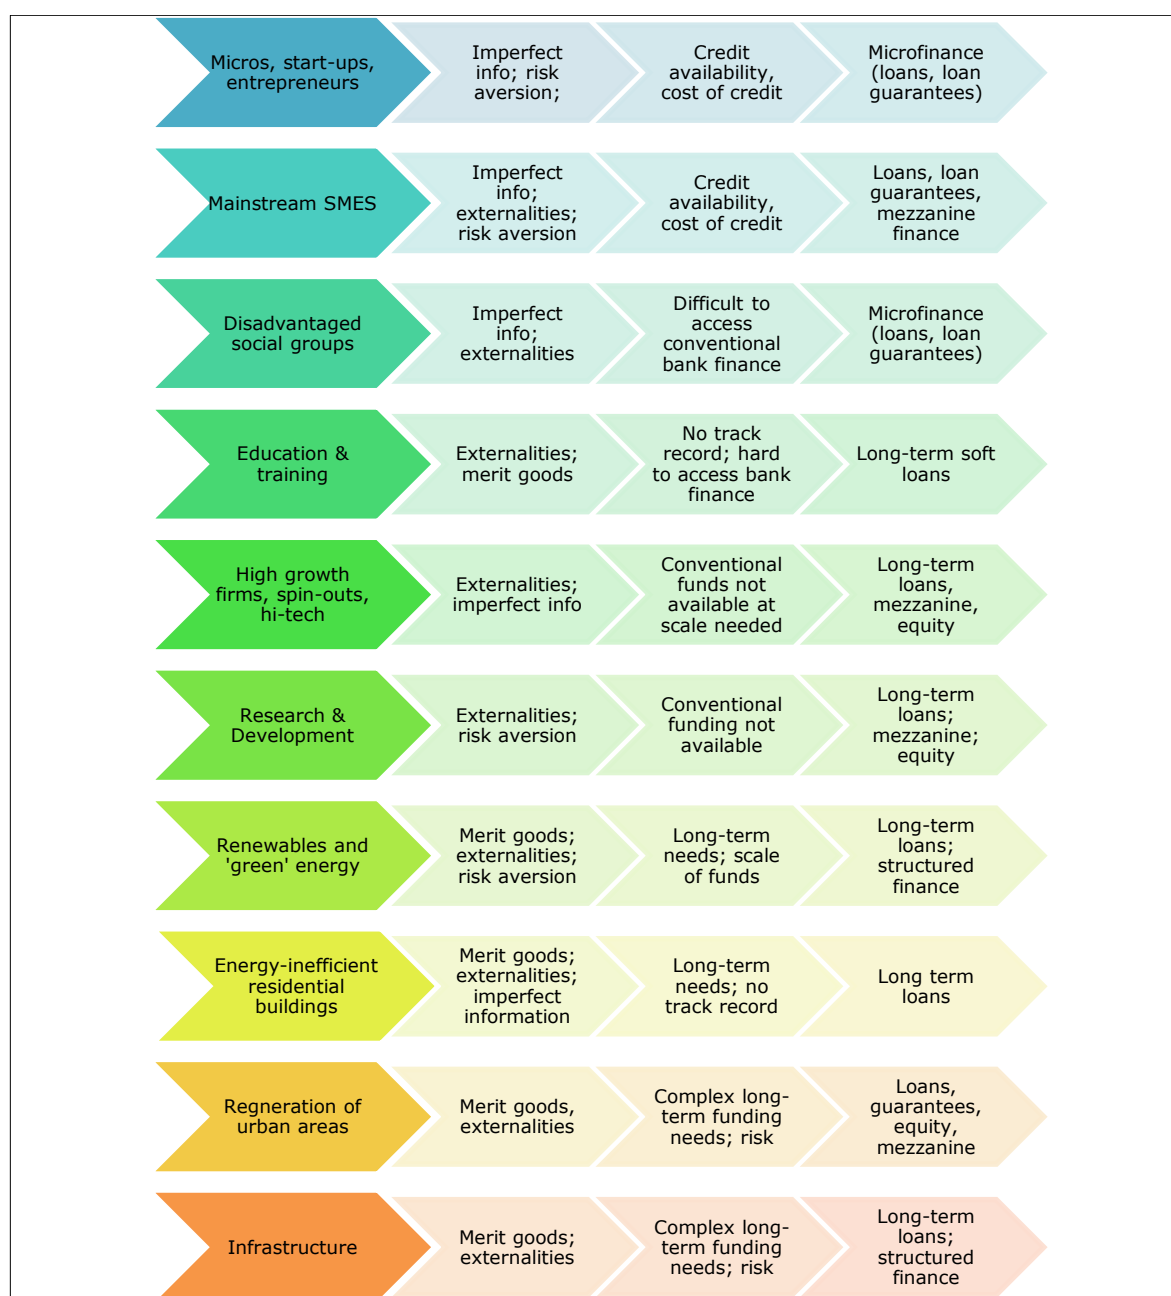 Micros, start-ups,
entrepreneurs
Imperfect
info; risk
aversion;
Credit
availability,
cost of credit
Microfinance
(loans, loan
guarantees)
Mainstream SMES
Imperfect
info;
externalities;
risk aversion
Credit
availability,
cost of credit
Loans, loan
guarantees,
mezzanine
finance
Disadvantaged
social groups
Imperfect
info;
externalities
Difficult to
access
conventional
bank finance
Microfinance
(loans, loan
guarantees)
Education &
training
Externalities;
merit goods
No track
record; hard
to access bank
finance
Long-term soft
loans
High growth
firms, spin-outs,
hi-tech
Externalities;
imperfect info
Conventional
funds not
available at
scale needed
Long-term
loans,
mezzanine,
equity
Research &
Development
Externalities;
risk aversion
Conventional
funding not
available
Long-term
loans;
mezzanine;
equity
Renewables and
'green' energy
Merit goods;
externalities;
risk aversion
Long-term
needs; scale
of funds
Long-term
loans;
structured
finance
Energy-inefficient
residential
buildings
Merit goods;
externalities;
imperfect
information
Long-term
needs; no
track record
Long term
loans
Regneration of
urban areas
Merit goods,
externalities
Complex long-
term funding
needs; risk
Loans,
guarantees,
equity,
mezzanine
Infrastructure
Merit goods;
externalities
Complex long-
term funding
needs; risk
Long-term
loans;
structured
finance